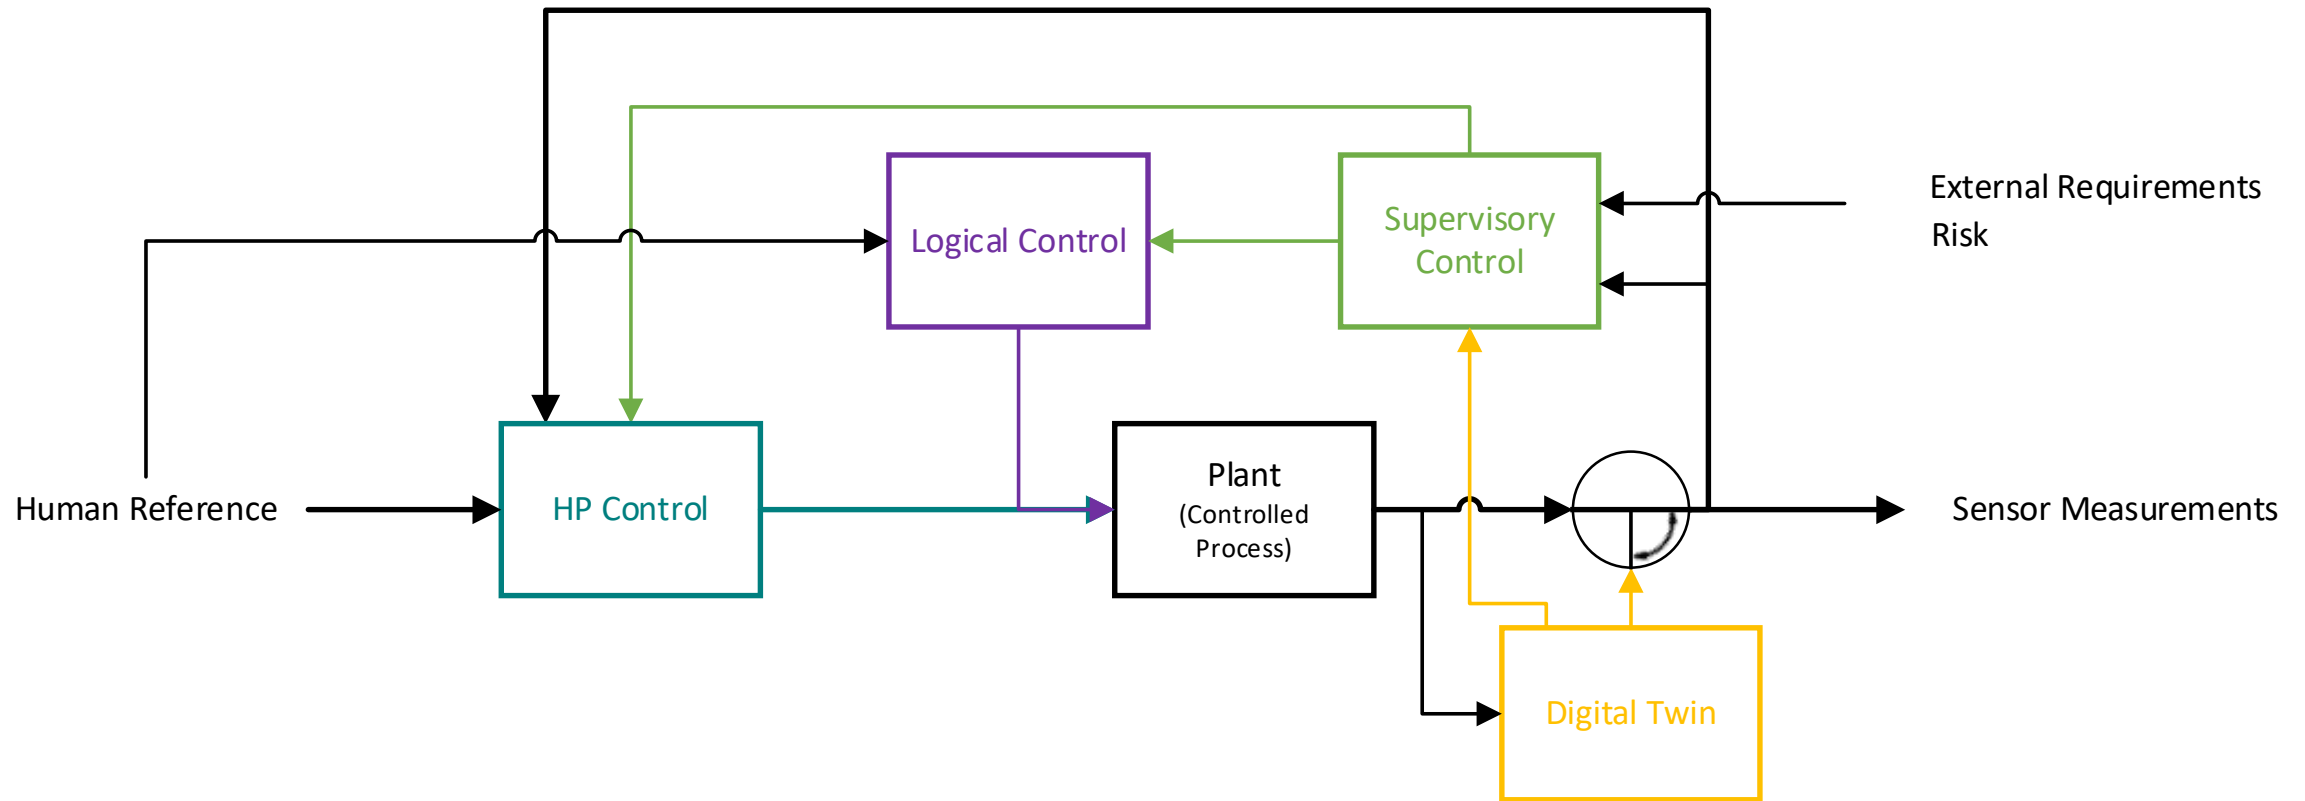 External Requirements
Risk
Logical Control
Supervisory
Control
Human Reference
HP Control
Plant
(Controlled
Process)
Sensor Measurements
Digital Twin